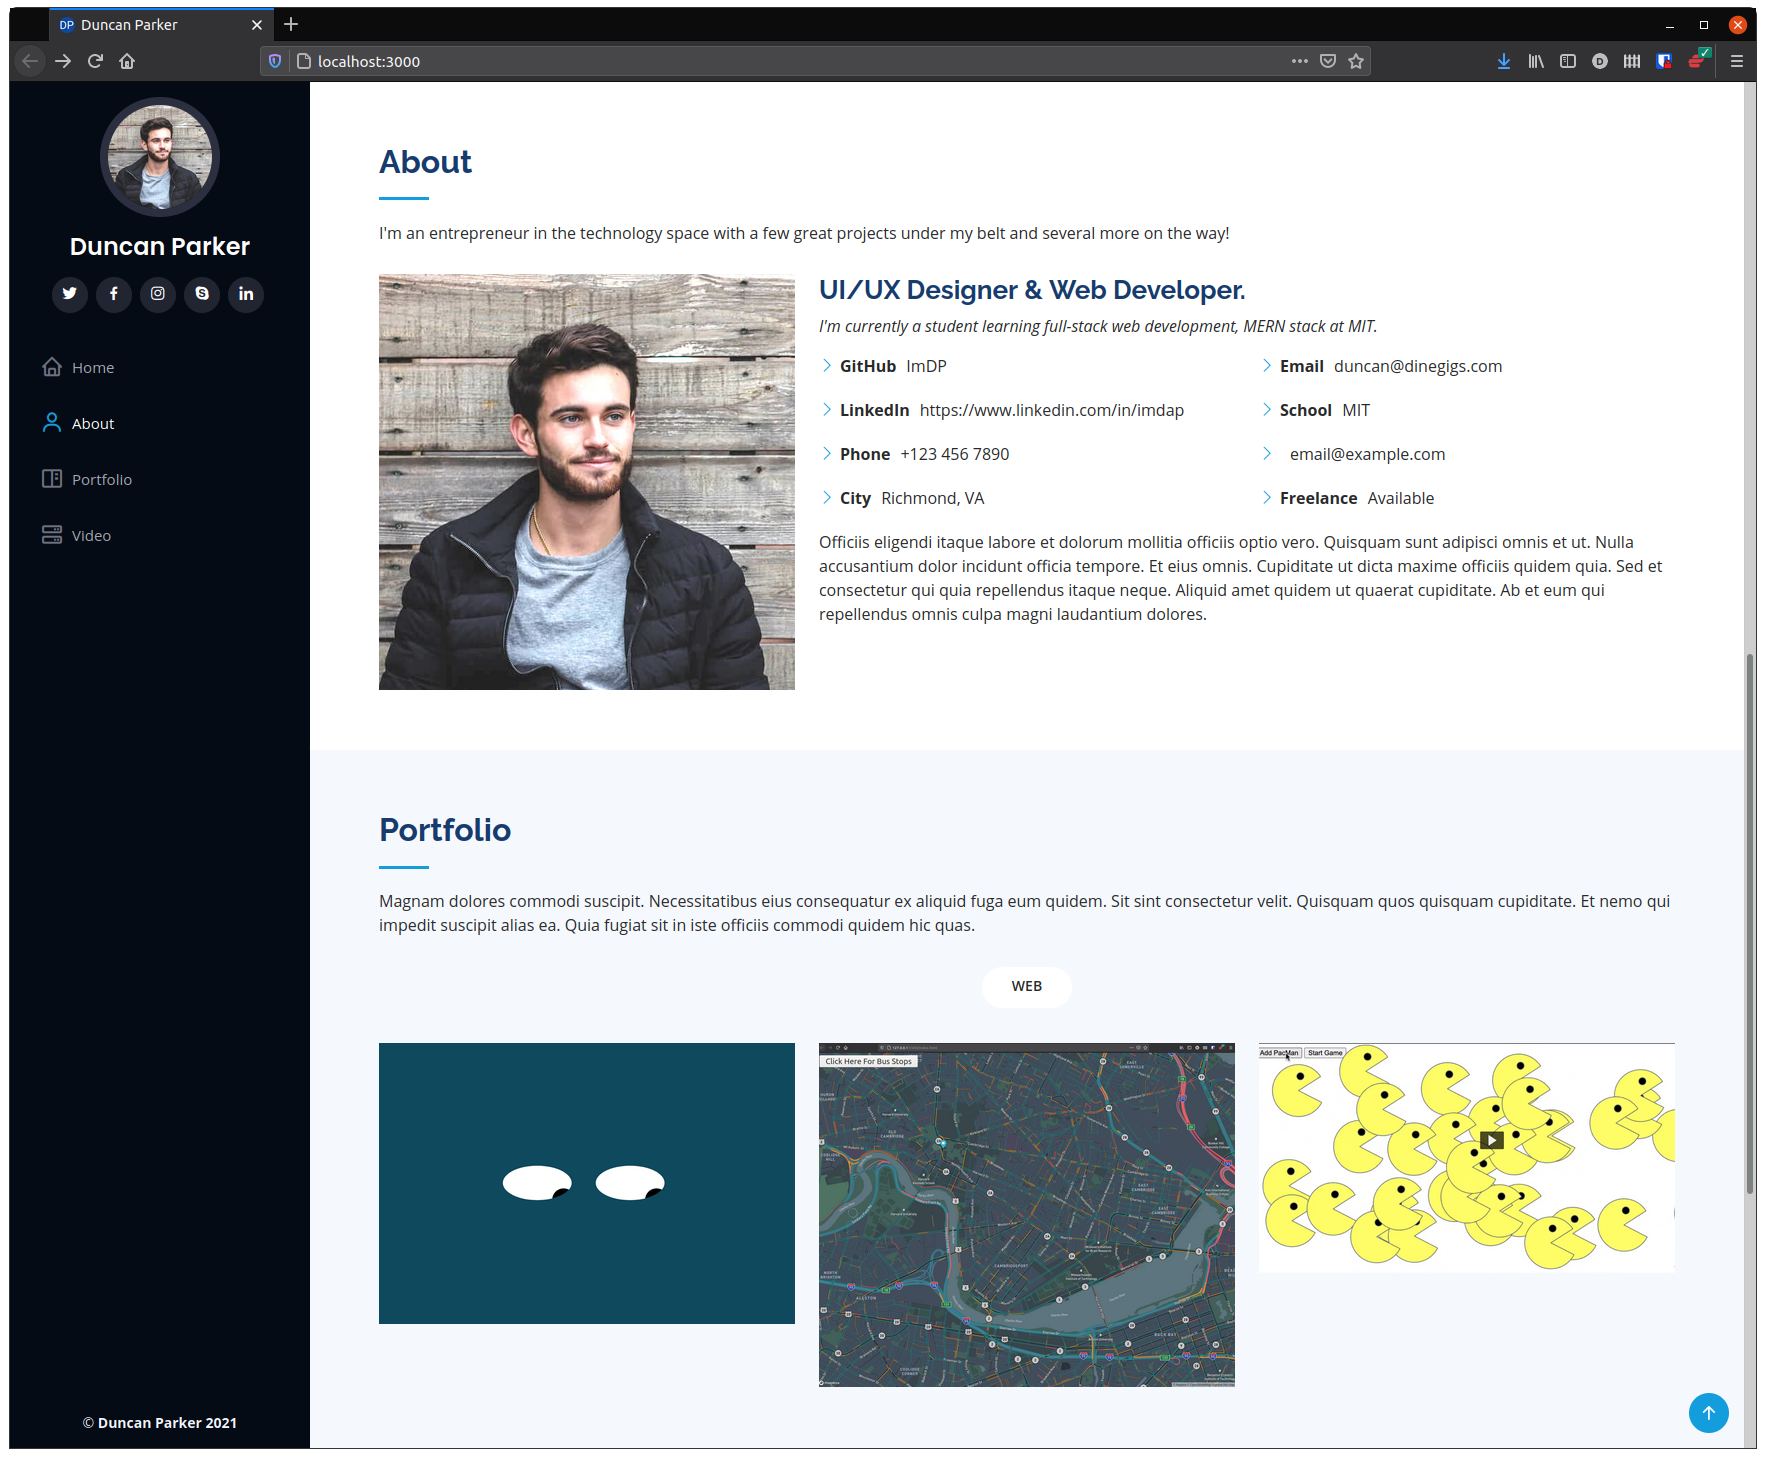 DP Duncan Parker
localhost:3000
Duncan Parker
Home
About
Portfolio
Video
© Duncan Parker 2021
About
I'm an entrepreneur in the technology space with a few great projects under my belt and several more on the way!
UI/UX Designer & Web Developer.
I'm currently a student learning full-stack web development, MERN stack at MIT.
GitHub ImDP
Email duncan@dinegigs.com
LinkedIn https://www.linkedin.com/in/imdap
School MIT
Phone +123 456 7890
email@example.com
City Richmond, VA
Freelance Available
Officiis eligendi itaque labore et dolorum mollitia officiis optio vero. Quisquam sunt adipisci omnis et ut. Nulla
accusantium dolor incidunt officia tempore. Et eius omnis. Cupiditate ut dicta maxime officiis quidem quia. Sed et
consectetur qui quia repellendus itaque neque. Aliquid amet quidem ut quaerat cupiditate. Ab et eum qui
repellendus omnis culpa magni laudantium dolores.
Portfolio
Magnam dolores commodi suscipit. Necessitatibus eius consequatur ex aliquid fuga eum quidem. Sit sint consectetur velit. Quisquam quos quisquam cupiditate. Et nemo qui
impedit suscipit alias ea. Quia fugiat sit in iste officiis commodi quidem hic quas.
WEB
Click Here For Bus Stops
CAMBRIDGEPORT
ALLSTON
BACK BAY
Add PacMan Start Game